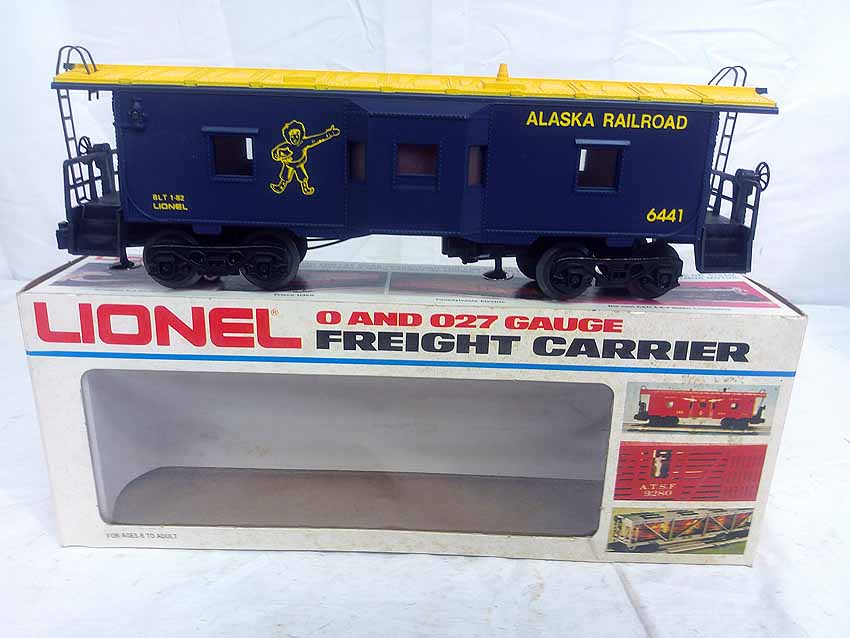 ALASKA RAILROAD
BLT 1-82
LIONEL
6441
LIONEL®
O AND 027 GAUGE
FREIGHT CARRIER
A.T.S.F
9280
FOR AGES 8 TO ADULT